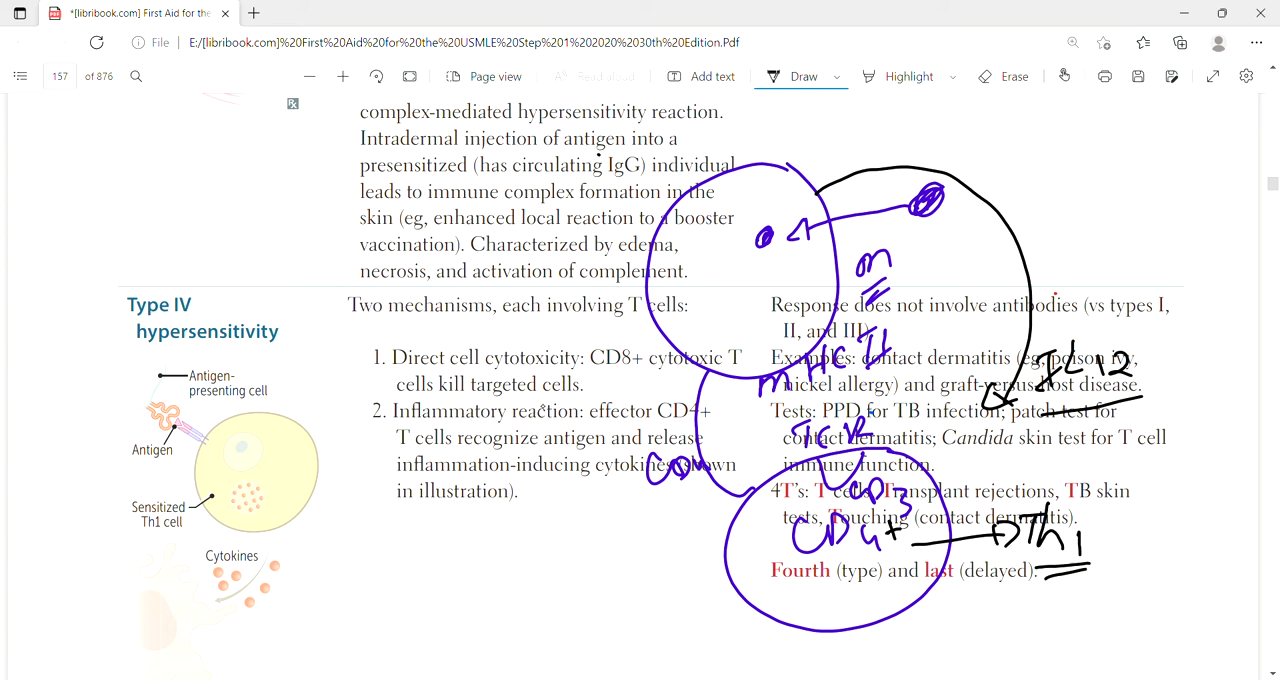 *[libribook.com] First Aid for the
File E:/[libribook.com]%20First%20Aid%20for%20the%20USMLE%20Step%201%202020%2030th%20Edition.Pdf
157 of 876 Page view Read aloud Add text Draw Highlight Erase
Rx
complex-mediated hypersensitivity reaction.
Intradermal injection of antigen into a
presensitized (has circulating IgG) individual
leads to immune complex formation in the
skin (eg, enhanced local reaction to a booster
vaccination). Characterized by edema,
necrosis, and activation of complement.
m
Type IV
hypersensitivity
Antigen-
presenting cell
Antigen
Sensitized
Th1 cell
Cytokines
Two mechanisms, each involving T cells:
1. Direct cell cytotoxicity: CD8+ cytotoxic T
cells kill targeted cells.
2. Inflammatory reaction: effector CD4+
T cells recognize antigen and release
inflammation-inducing cytokines (shown
in illustration).
Response does not involve antibodies (vs types I,
II, and III).
Examples: contact dermatitis (eg, poison ivy,
nickel allergy) and graft-versus-host disease.
Tests: PPD for TB infection; patch test for
contact dermatitis; Candida skin test for T cell
immune function.
4T's: T cells, Transplant rejections, TB skin
tests, Touching (contact dermatitis).
Fourth (type) and last (delayed).
MHC II
IL12
TCR
CD3
CD4+
Th1